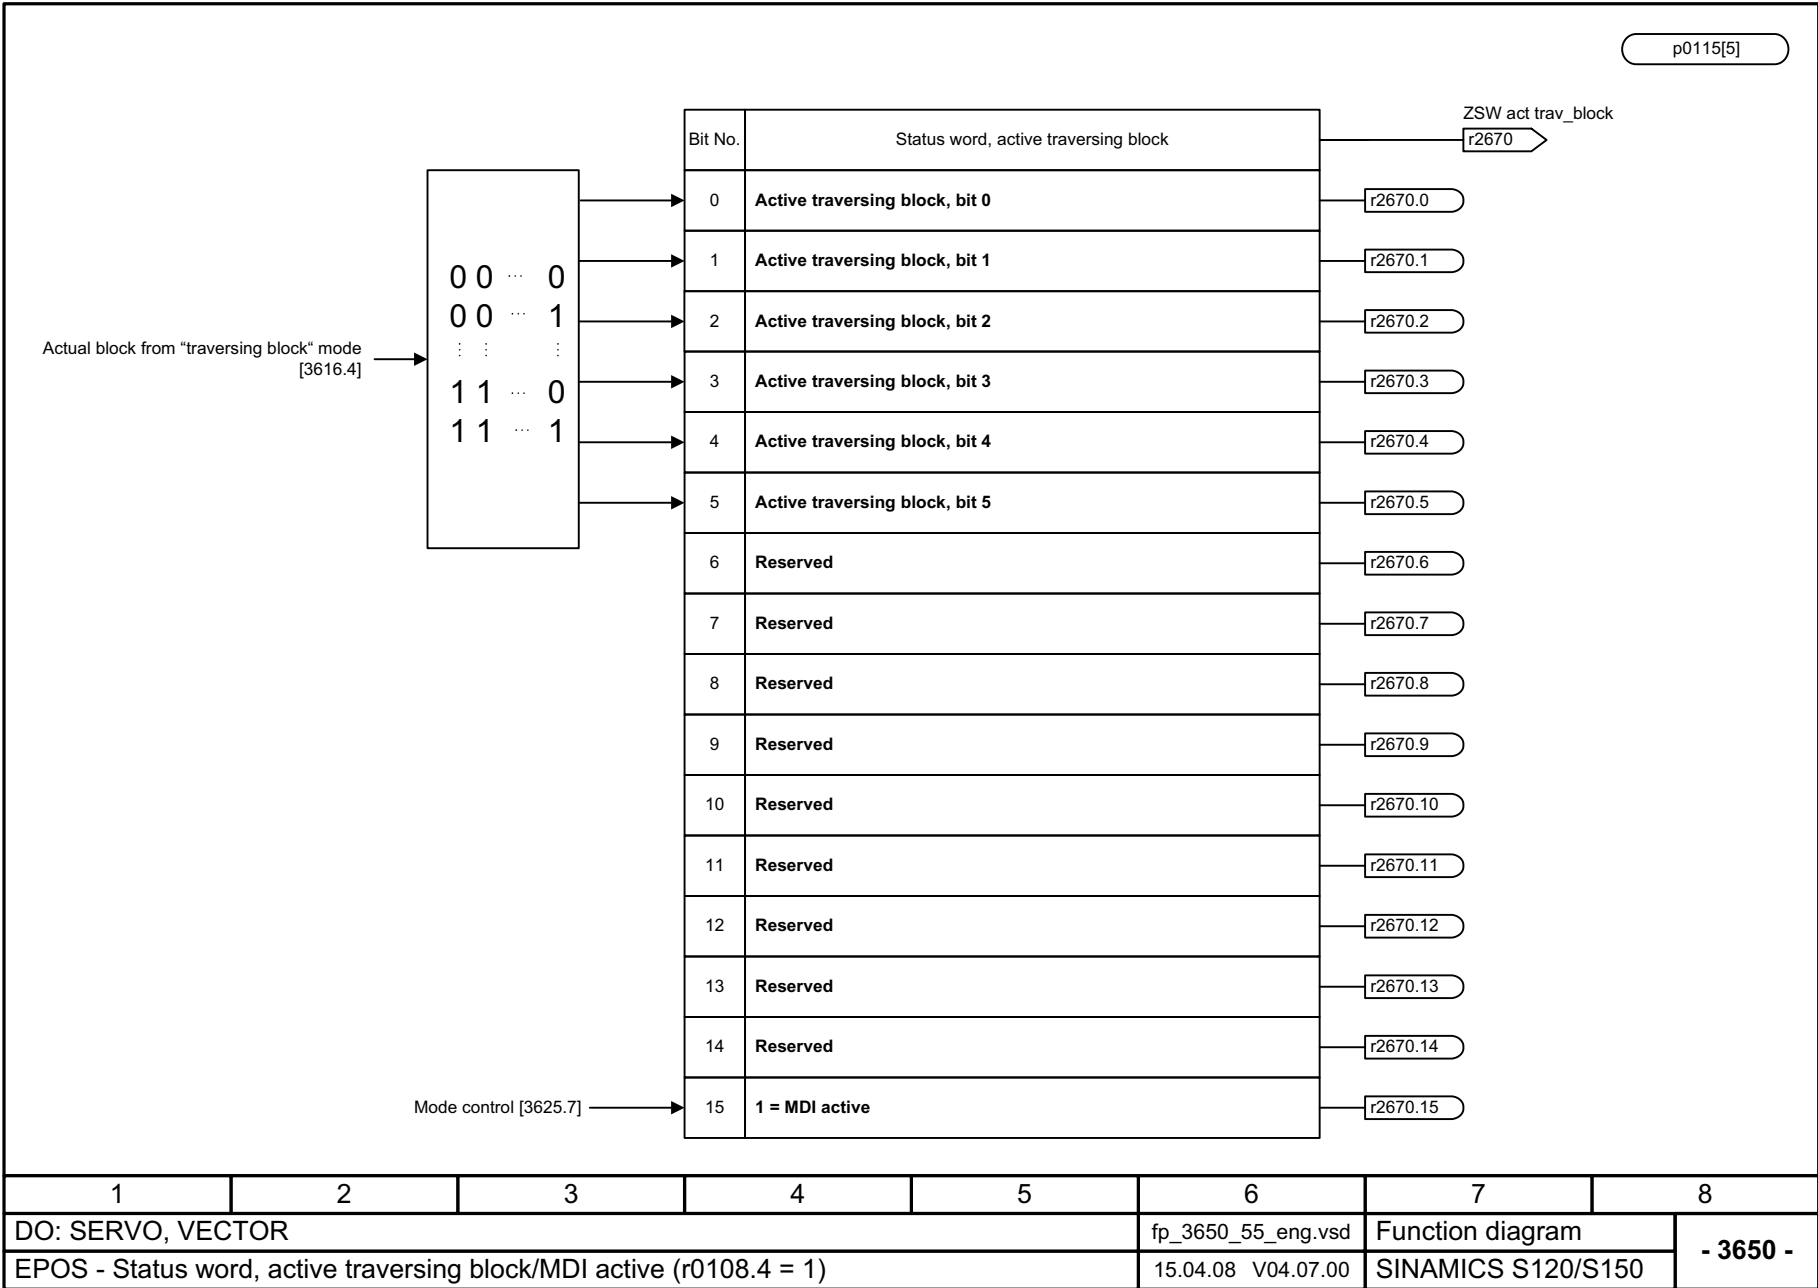 p0115[5]
ZSW act trav_block
Bit No. Status word, active traversing block r2670
0 Active traversing block, bit 0 r2670.0
1 Active traversing block, bit 1 r2670.1
0 0 ... 0
0 0 ... 1
2 Active traversing block, bit 2 r2670.2
Actual block from “traversing block“ mode
[3616.4]
3 Active traversing block, bit 3 r2670.3
1 1 ... 0
1 1 ... 1
4 Active traversing block, bit 4 r2670.4
5 Active traversing block, bit 5 r2670.5
6 Reserved r2670.6
7 Reserved r2670.7
8 Reserved r2670.8
9 Reserved r2670.9
10 Reserved r2670.10
11 Reserved r2670.11
12 Reserved r2670.12
13 Reserved r2670.13
14 Reserved r2670.14
Mode control [3625.7] 15 1 = MDI active r2670.15
1 2 3 4 5 6 7 8
DO: SERVO, VECTOR fp_3650_55_eng.vsd Function diagram
- 3650 -
EPOS - Status word, active traversing block/MDI active (r0108.4 = 1) 15.04.08 V04.07.00 SINAMICS S120/S150